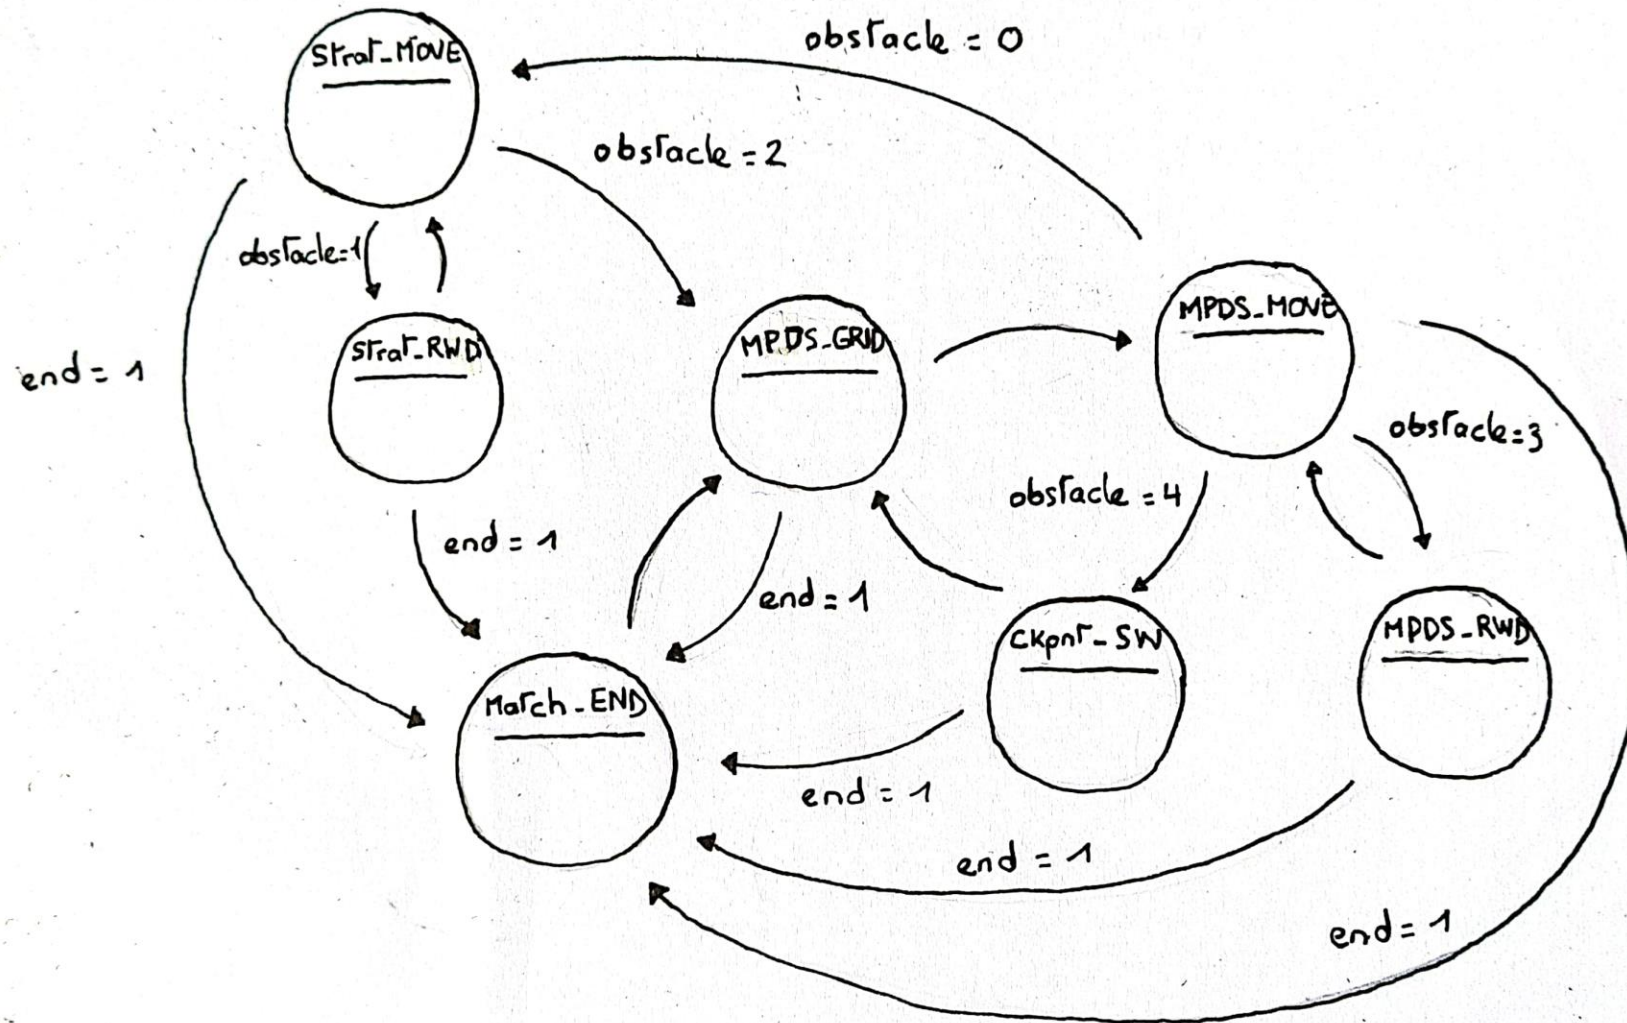 Strat_MOVE
obstacle = 0
obstacle = 2
obstacle=1
Strat_RWD
MPDS_GRID
MPDS_MOVE
end = 1
obstacle=3
obstacle = 4
end = 1
end = 1
Ckpnt_SW
MPDS_RWD
Match_END
end = 1
end = 1
end = 1